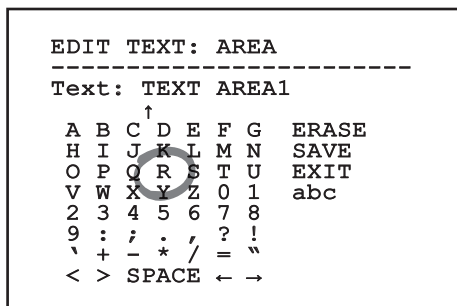 EDIT TEXT: AREA
------------------------
Text: TEXT AREA1
↑
A B C D E F G ERASE
H I J K L M N SAVE
O P Q R S T U EXIT
V W X Y Z 0 1 abc
2 3 4 5 6 7 8
9 : ; . , ? !
‵ + - * / = ‶
< > SPACE ← →